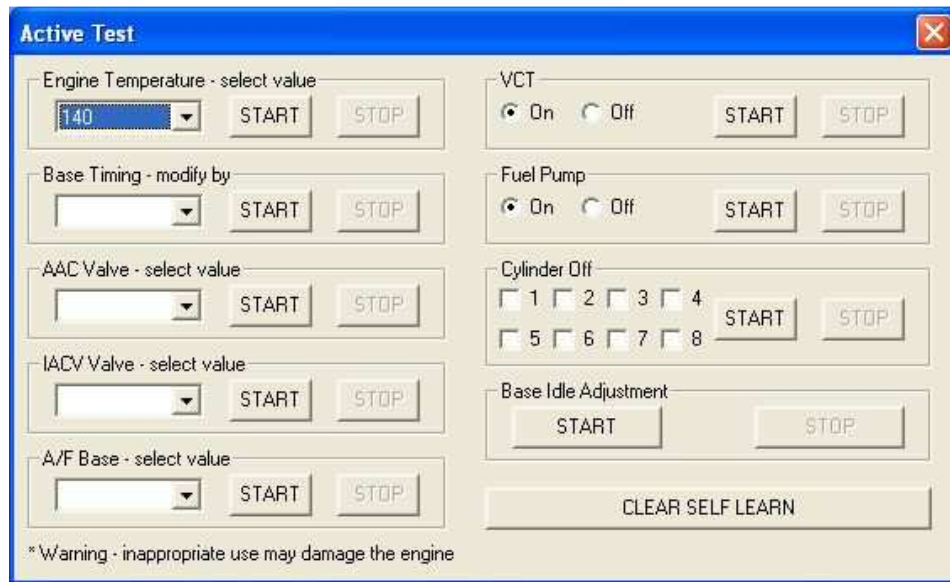 Active Test
Engine Temperature - select value
140 START STOP
Base Timing - modify by
START STOP
AAC Valve - select value
START STOP
IACV Valve - select value
START STOP
A/F Base - select value
START STOP
* Warning - inappropriate use may damage the engine
VCT
On Off START STOP
Fuel Pump
On Off START STOP
Cylinder Off
1 2 3 4
START STOP
5 6 7 8
Base Idle Adjustment
START STOP
CLEAR SELF LEARN